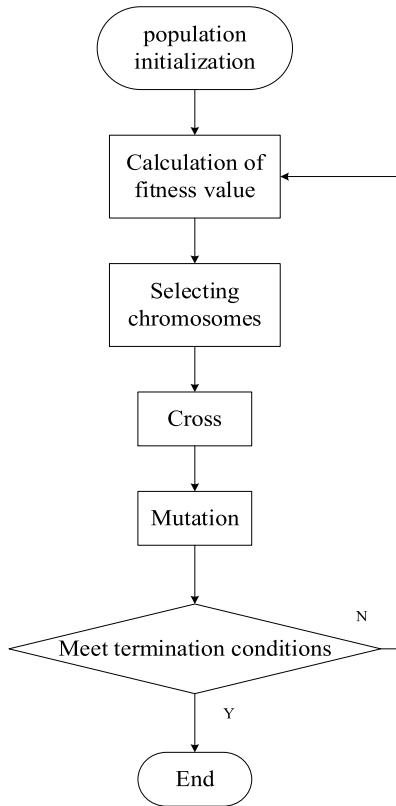 population
initialization
Calculation of
fitness value
Selecting
chromosomes
Cross
Mutation
Meet termination conditions
N
Y
End